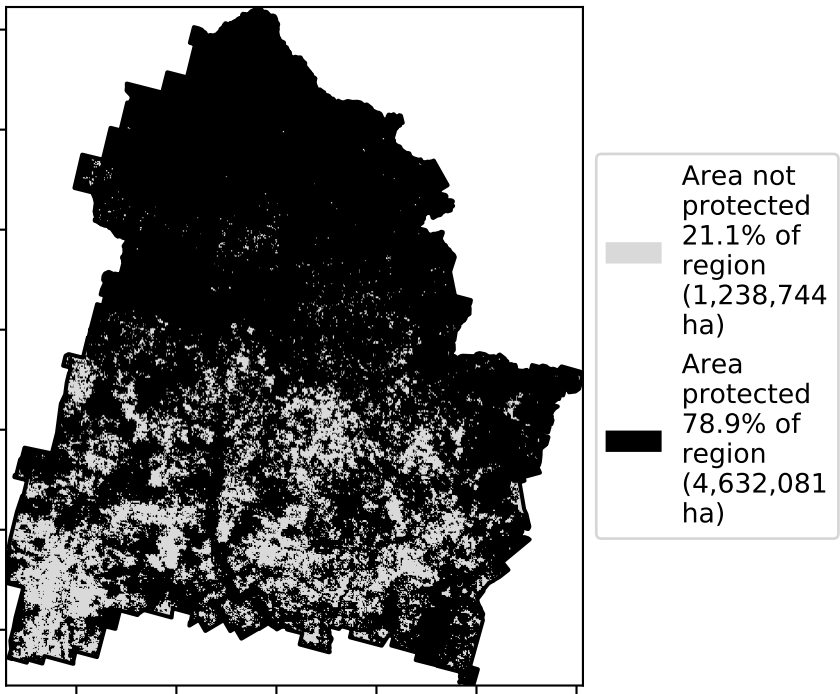 Area not
protected
21.1% of
region
(1,238,744
ha)
Area
protected
78.9% of
region
(4,632,081
ha)